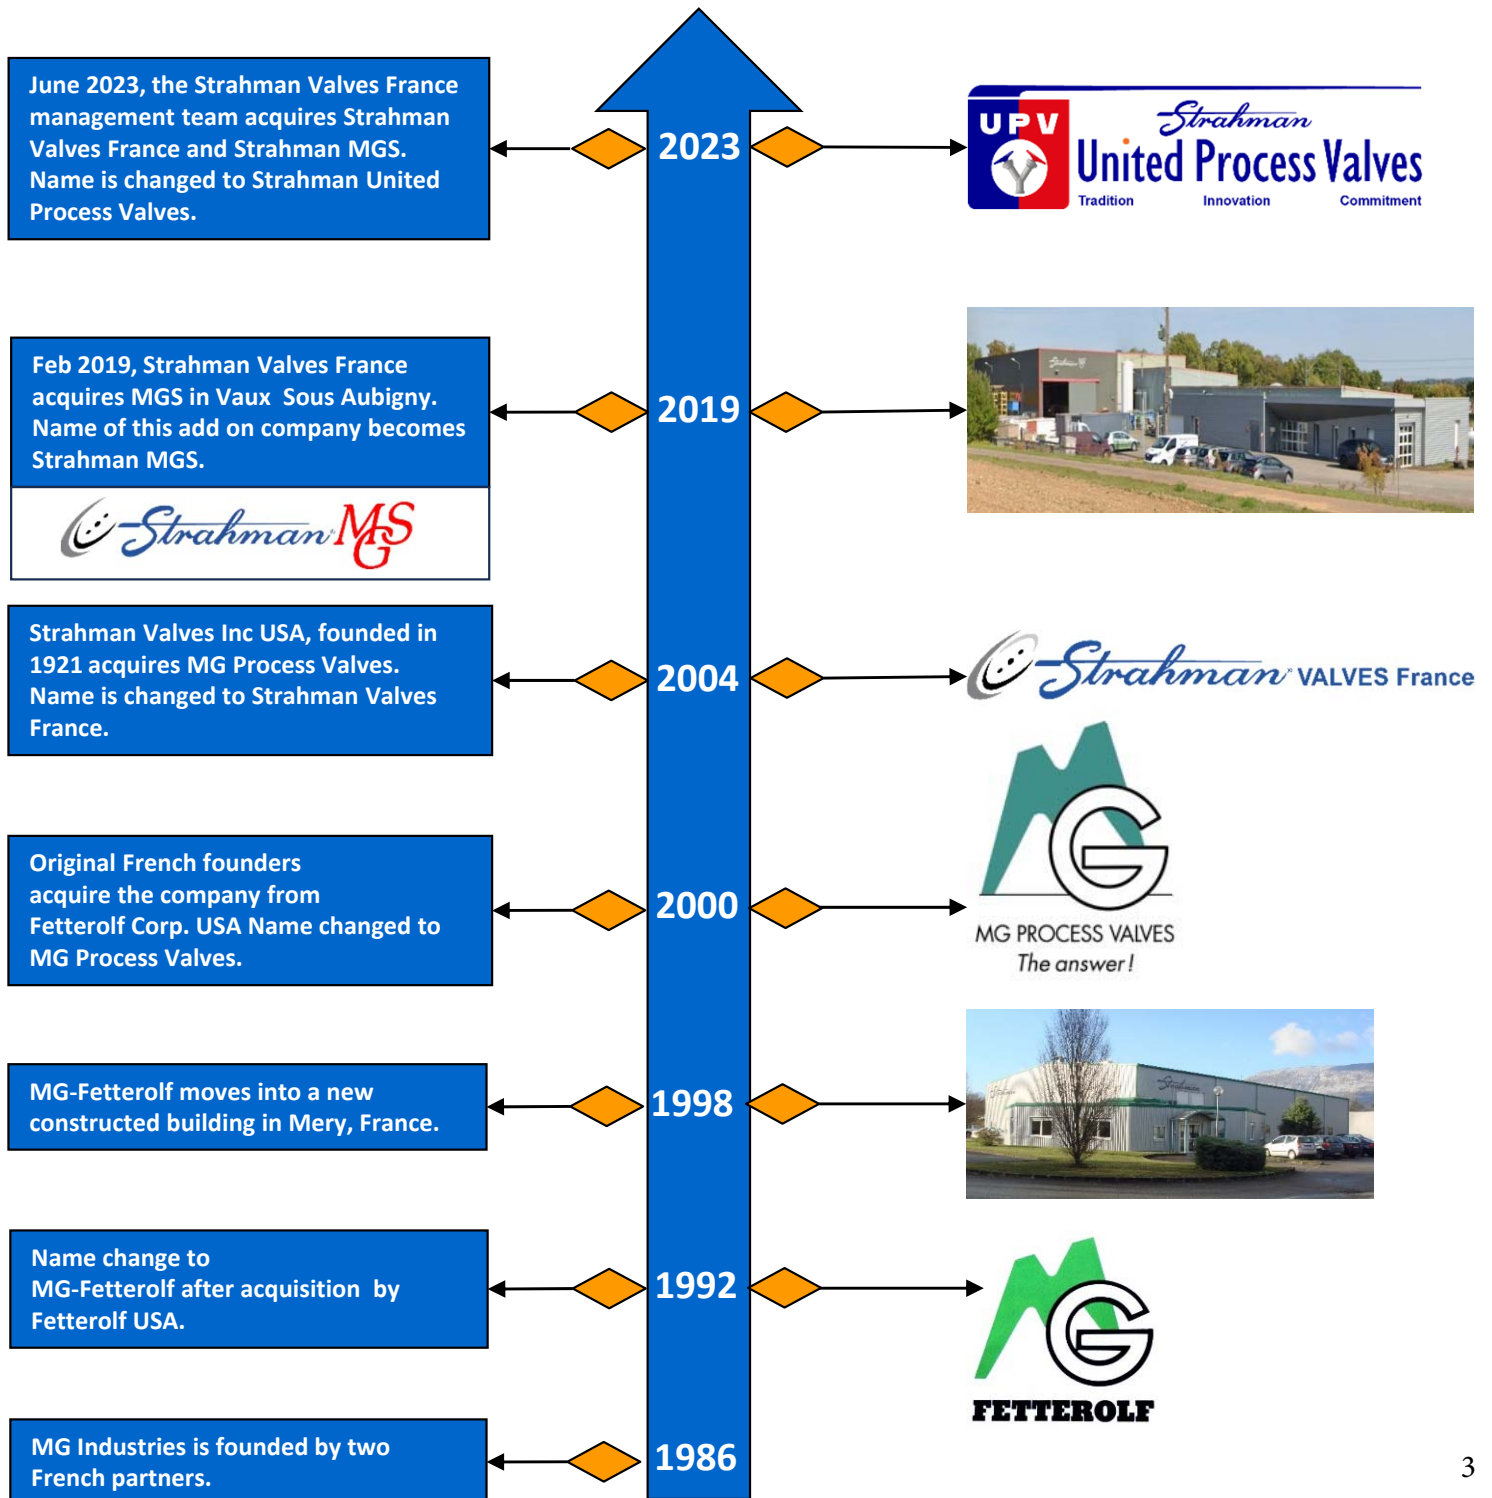 June 2023, the Strahman Valves France
management team acquires Strahman
Valves France and Strahman MGS.
Name is changed to Strahman United
Process Valves.
2023
UPV
Strahman
United Process Valves
Tradition Innovation Commitment
Feb 2019, Strahman Valves France
acquires MGS in Vaux Sous Aubigny.
Name of this add on company becomes
Strahman MGS.
Strahman MGS
2019
Strahman Valves Inc USA, founded in
1921 acquires MG Process Valves.
Name is changed to Strahman Valves
France.
2004
Strahman VALVES France
Original French founders
acquire the company from
Fetterolf Corp. USA Name changed to
MG Process Valves.
2000
MG
MG PROCESS VALVES
The answer!
MG-Fetterolf moves into a new
constructed building in Mery, France.
1998
Strahman
Name change to
MG-Fetterolf after acquisition by
Fetterolf USA.
1992
MG
FETTEROLF
MG Industries is founded by two
French partners.
1986
3